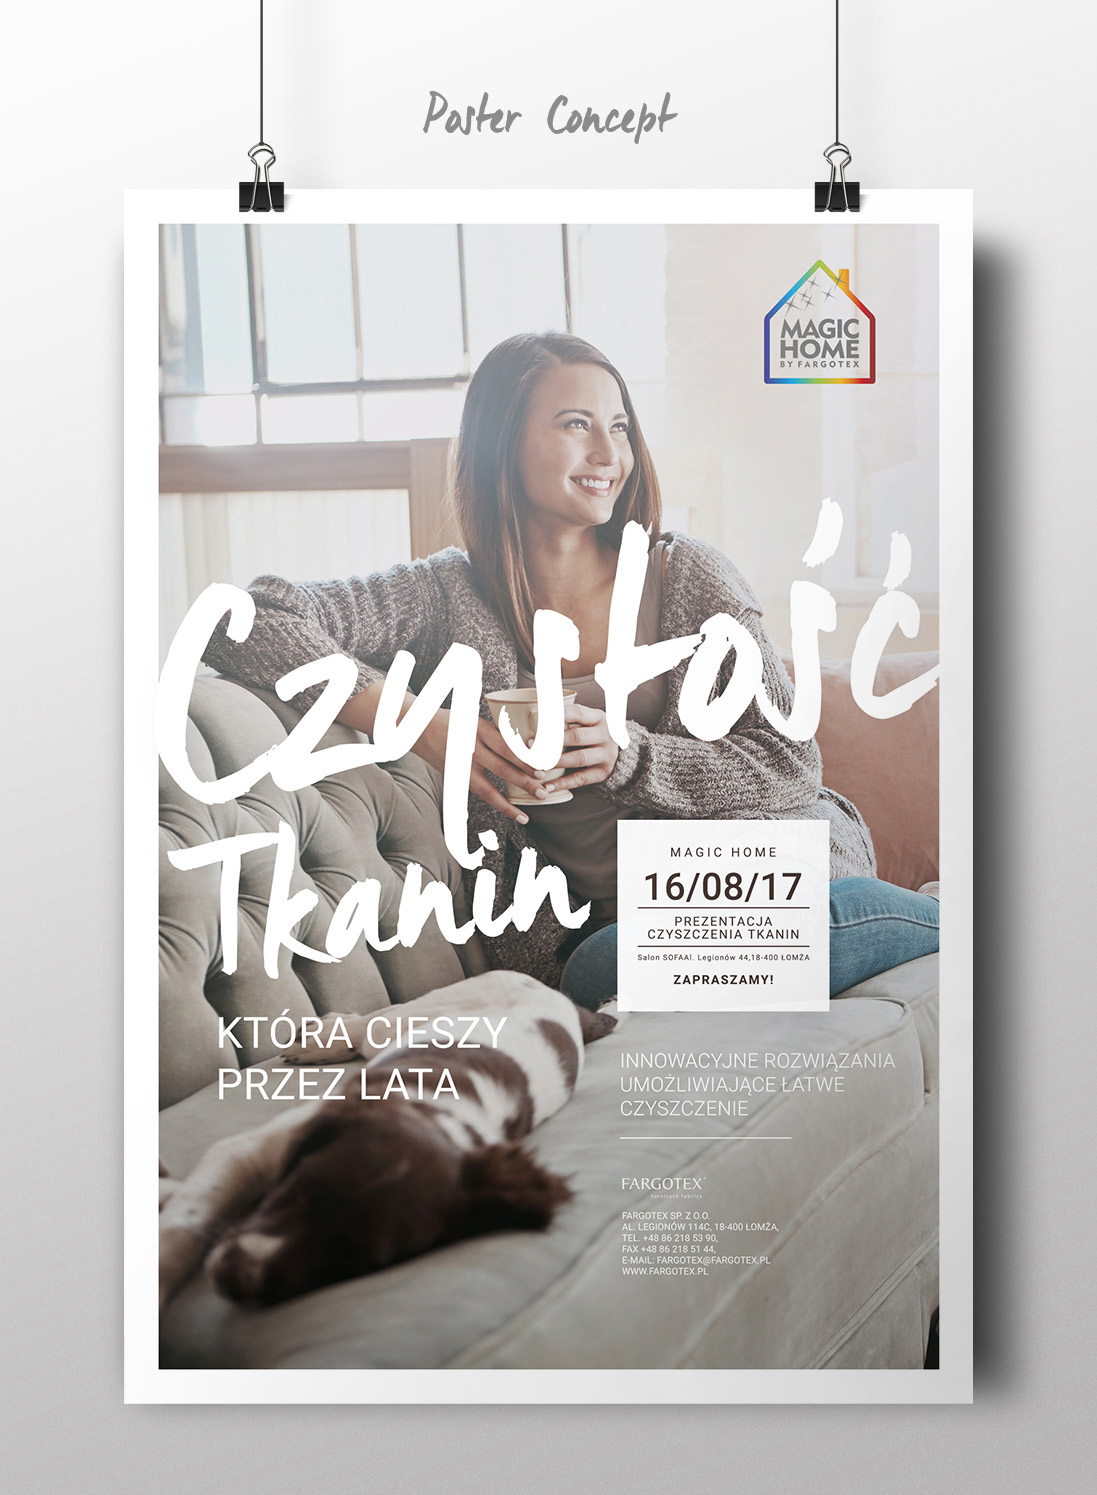 Poster Concept
MAGIC
HOME
BY FARGOTEX
Czystość
Tkanin
KTÓRA CIESZY
PRZEZ LATA
MAGIC HOME
16/08/17
PREZENTACJA
CZYSZCZENIA TKANIN
Salon SOFAAl. Legionów 44,18-400 ŁOMŻA
ZAPRASZAMY!
INNOWACYJNE ROZWIĄZANIA
UMOŻLIWIAJĄCE ŁATWE
CZYSZCZENIE
FARGOTEX
furniture fabrics
FARGOTEX SP. Z O.O.
AL. LEGIONÓW 114C, 18-400 ŁOMŻA,
TEL. +48 86 218 53 90,
FAX +48 86 218 51 44,
E-MAIL: FARGOTEX@FARGOTEX.PL
WWW.FARGOTEX.PL